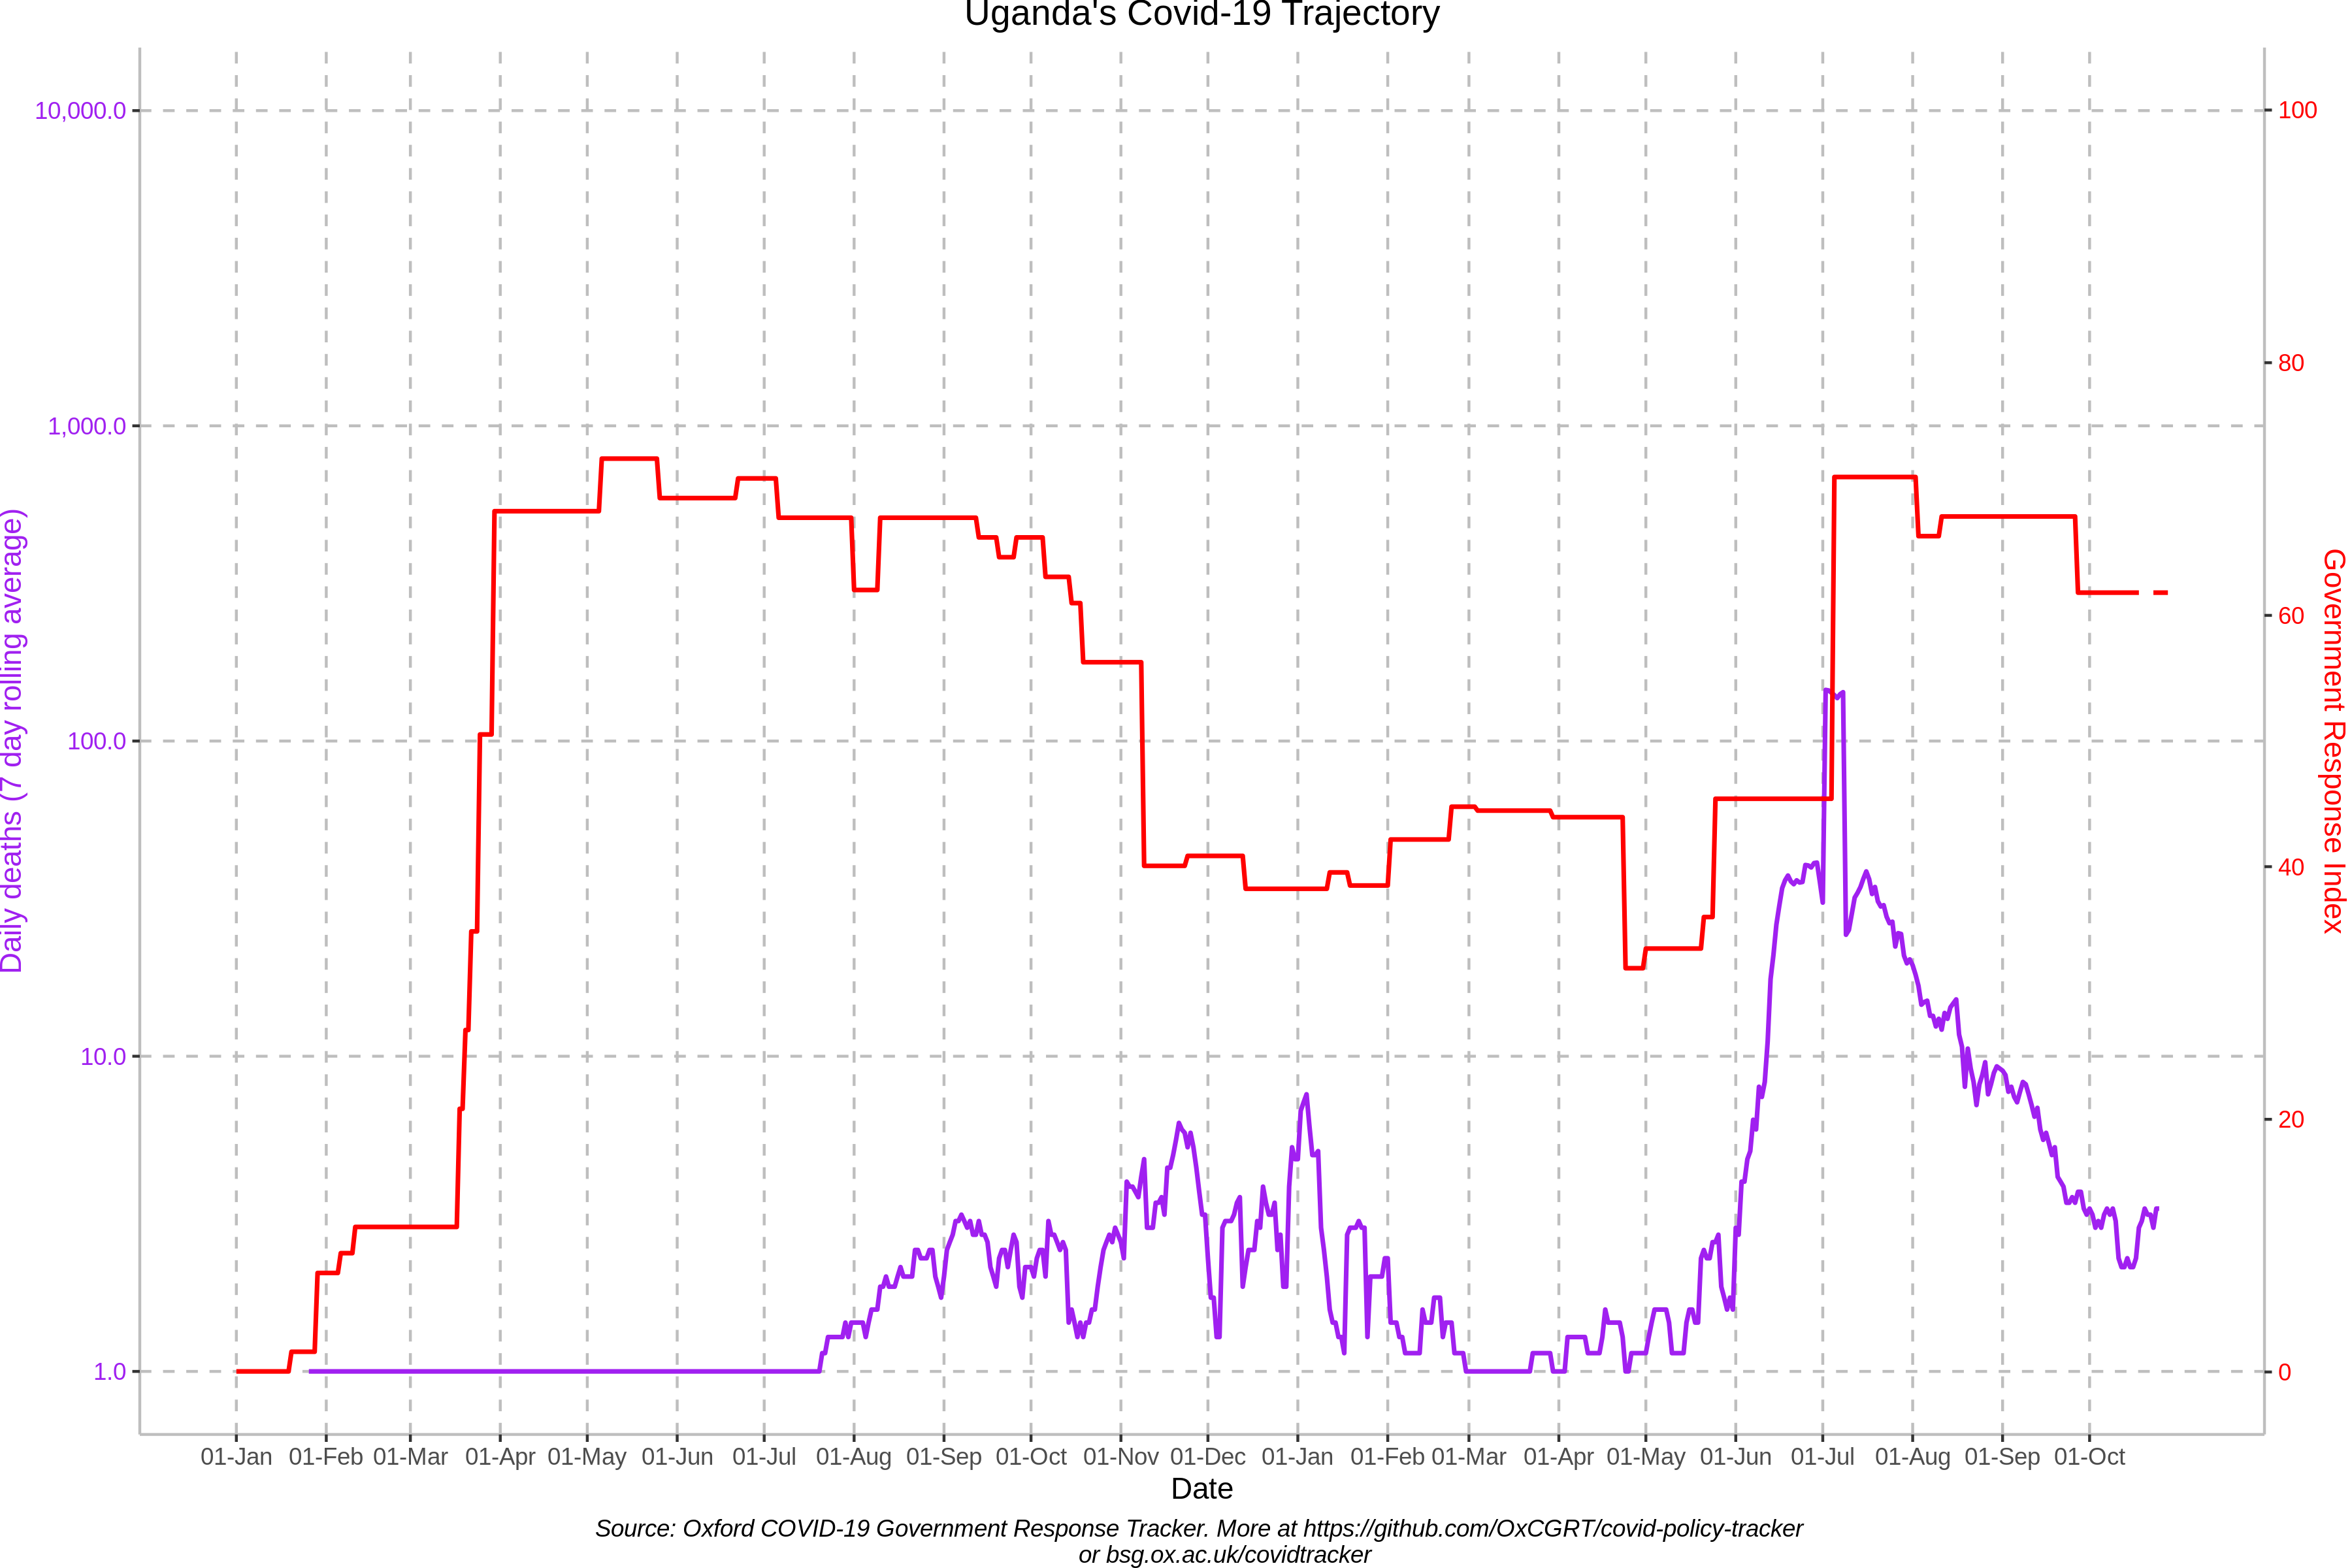 Uganda's Covid-19 Trajectory
10,000.0
1,000.0
100.0
10.0
1.0
Daily deaths (7 day rolling average)
100
80
60
40
20
0
Government Response Index
01-Jan 01-Feb 01-Mar 01-Apr 01-May 01-Jun 01-Jul 01-Aug 01-Sep 01-Oct 01-Nov 01-Dec 01-Jan 01-Feb 01-Mar 01-Apr 01-May 01-Jun 01-Jul 01-Aug 01-Sep 01-Oct
Date
Source: Oxford COVID-19 Government Response Tracker. More at https://github.com/OxCGRT/covid-policy-tracker
or bsg.ox.ac.uk/covidtracker